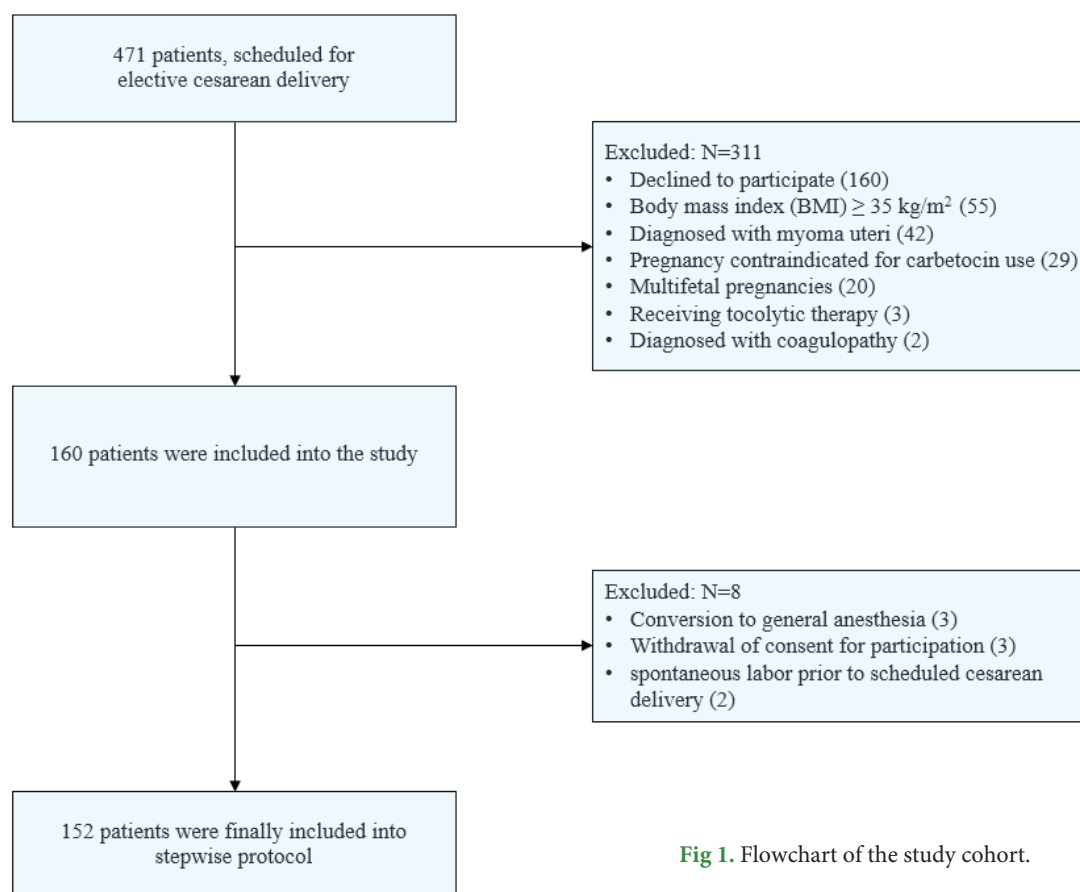 471 patients, scheduled for
elective cesarean delivery
Excluded: N=311
• Declined to participate (160)
• Body mass index (BMI) ≥ 35 kg/m² (55)
• Diagnosed with myoma uteri (42)
• Pregnancy contraindicated for carbetocin use (29)
• Multifetal pregnancies (20)
• Receiving tocolytic therapy (3)
• Diagnosed with coagulopathy (2)
160 patients were included into the study
Excluded: N=8
• Conversion to general anesthesia (3)
• Withdrawal of consent for participation (3)
• spontaneous labor prior to scheduled cesarean
delivery (2)
152 patients were finally included into
stepwise protocol
Fig 1. Flowchart of the study cohort.